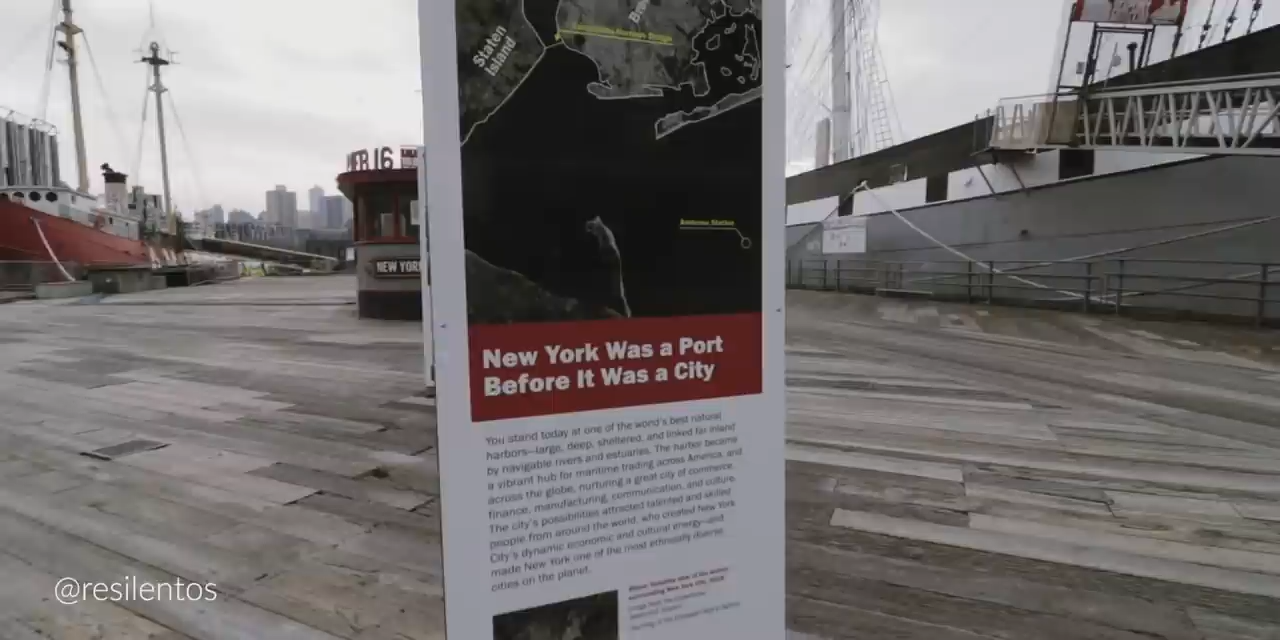 Staten
Island
PIER 16
NEW YORK
Ambrose Station
New York Was a Port
Before It Was a City
You stand today at one of the world's best natural
harbors—large, deep, sheltered, and linked far inland
by navigable rivers and estuaries. The harbor became
a vibrant hub for maritime trading across America, and
across the globe, nurturing a great city of commerce,
finance, manufacturing, communication, and culture.
The city's possibilities attracted talented and skilled
people from around the world, who created New York
City's dynamic economic and cultural energy—and
made New York one of the most ethnically diverse
cities on the planet.
@resilentos